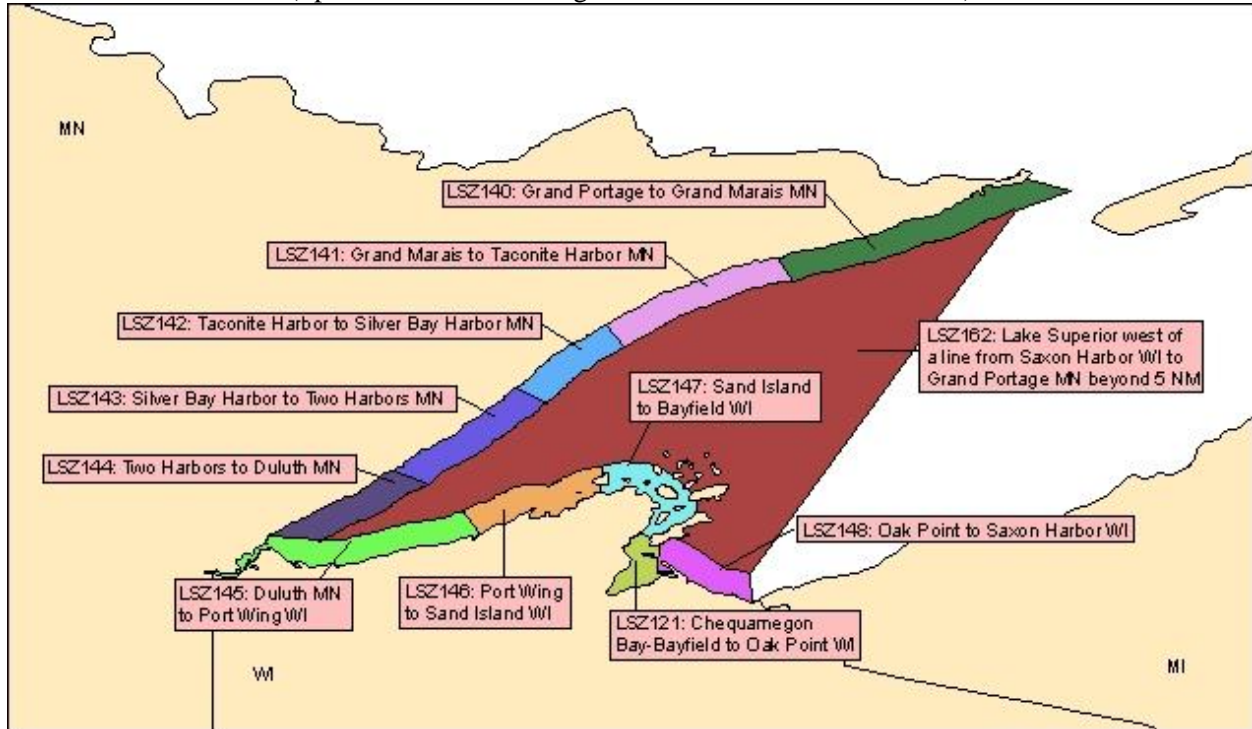 MN
LSZ140: Grand Portage to Grand Marais MN
LSZ141: Grand Marais to Taconite Harbor MN
LSZ142: Taconite Harbor to Silver Bay Harbor MN
LSZ162: Lake Superior west of
a line from Saxon Harbor WI to
Grand Portage MN beyond 5 NM
LSZ147: Sand Island
to Bayfield WI
LSZ143: Silver Bay Harbor to Two Harbors MN
LSZ144: Two Harbors to Duluth MN
LSZ148: Oak Point to Saxon Harbor WI
LSZ145: Duluth MN
to Port Wing WI
LSZ146: Port Wing
to Sand Island WI
LSZ121: Chequamegon
Bay-Bayfield to Oak Point WI
WI
MI